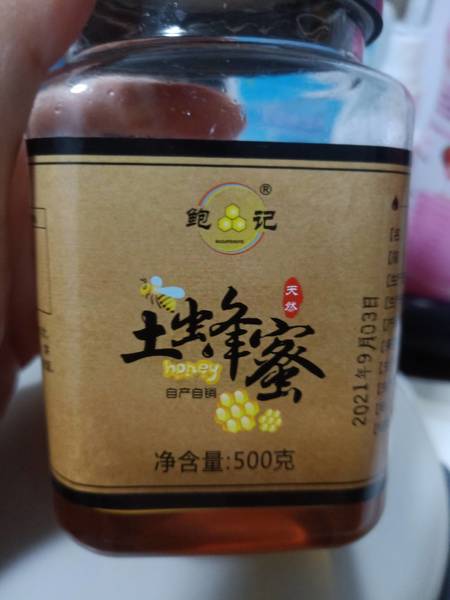 鲍记®
天然
土蜂蜜
honey
自产自销
净含量:500克
2021年9月03日